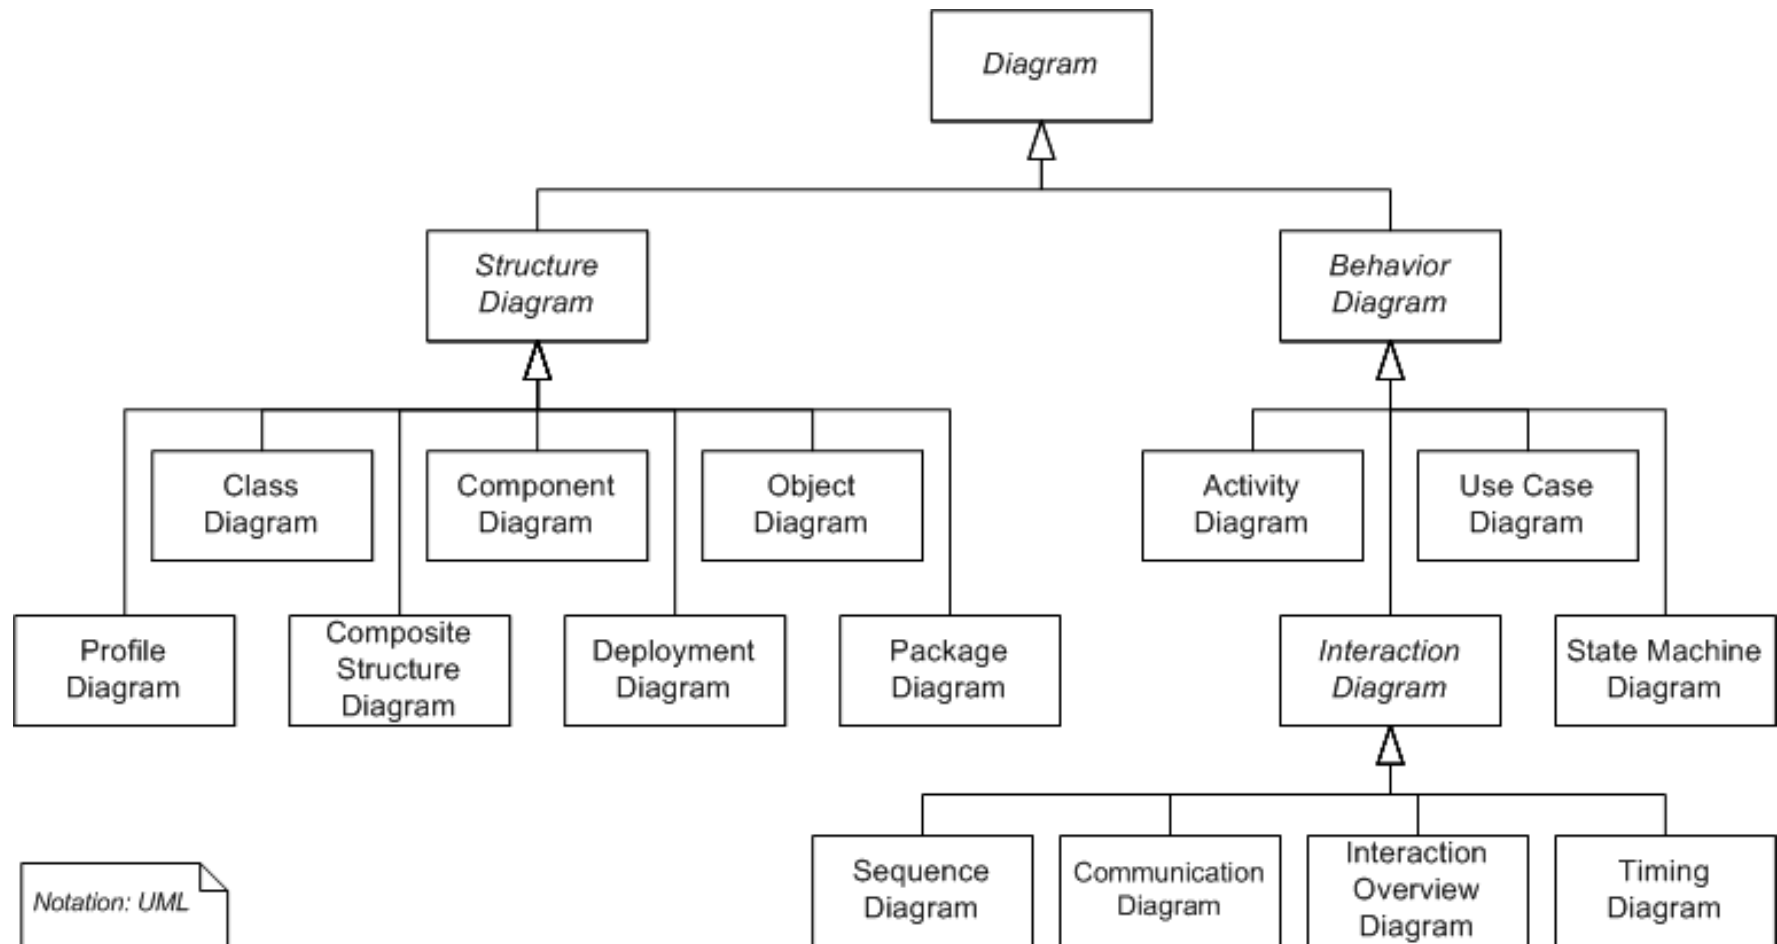 Diagram
Structure
Diagram
Behavior
Diagram
Class
Diagram
Component
Diagram
Object
Diagram
Activity
Diagram
Use Case
Diagram
Profile
Diagram
Composite
Structure
Diagram
Deployment
Diagram
Package
Diagram
Interaction
Diagram
State Machine
Diagram
Sequence
Diagram
Communication
Diagram
Interaction
Overview
Diagram
Timing
Diagram
Notation: UML